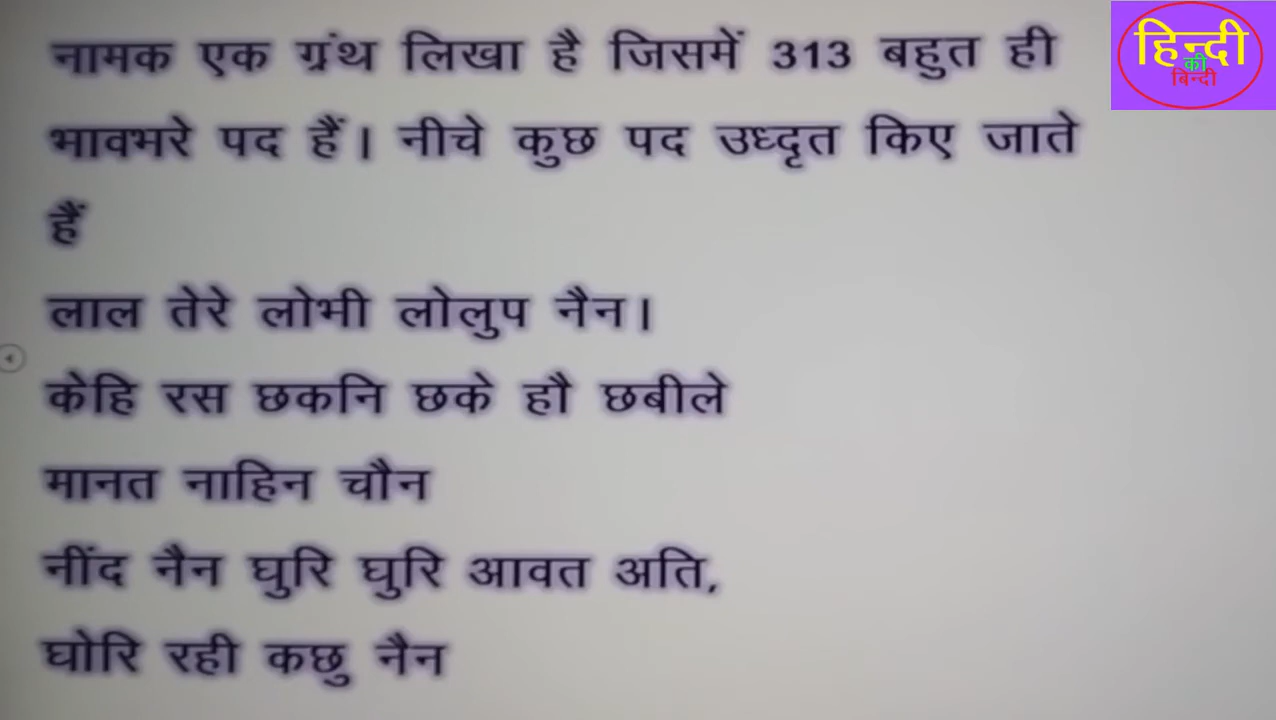 नामक एक ग्रंथ लिखा है जिसमें 313 बहुत ही
भावभरे पद हैं। नीचे कुछ पद उध्दृत किए जाते
हैं
लाल तेरे लोभी लोलुप नैन।
केहि रस छकनि छके हौ छबीले
मानत नाहिन चौन
नींद नैन घुरि घुरि आवत अति,
घोरि रही कछु नैन
हिन्दी
की
बिन्दी